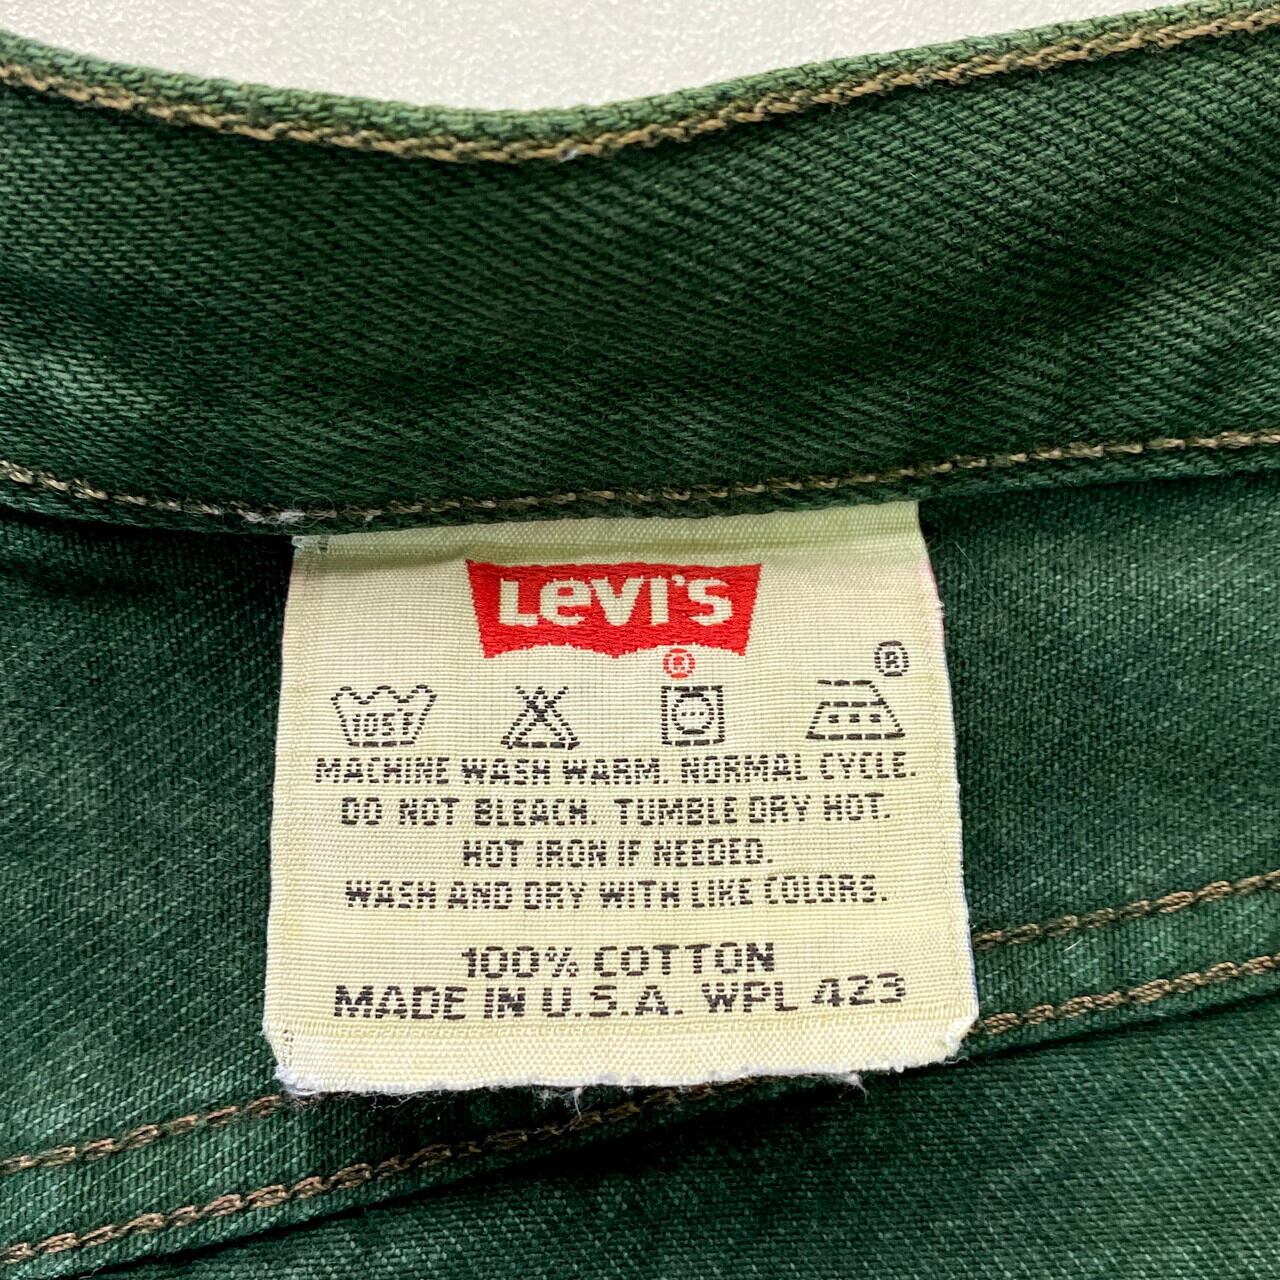 Levi's
®
®
105F
MACHINE WASH WARM. NORMAL CYCLE.
DO NOT BLEACH. TUMBLE DRY HOT.
HOT IRON IF NEEDED.
WASH AND DRY WITH LIKE COLORS.
100% COTTON
MADE IN U.S.A. WPL 423